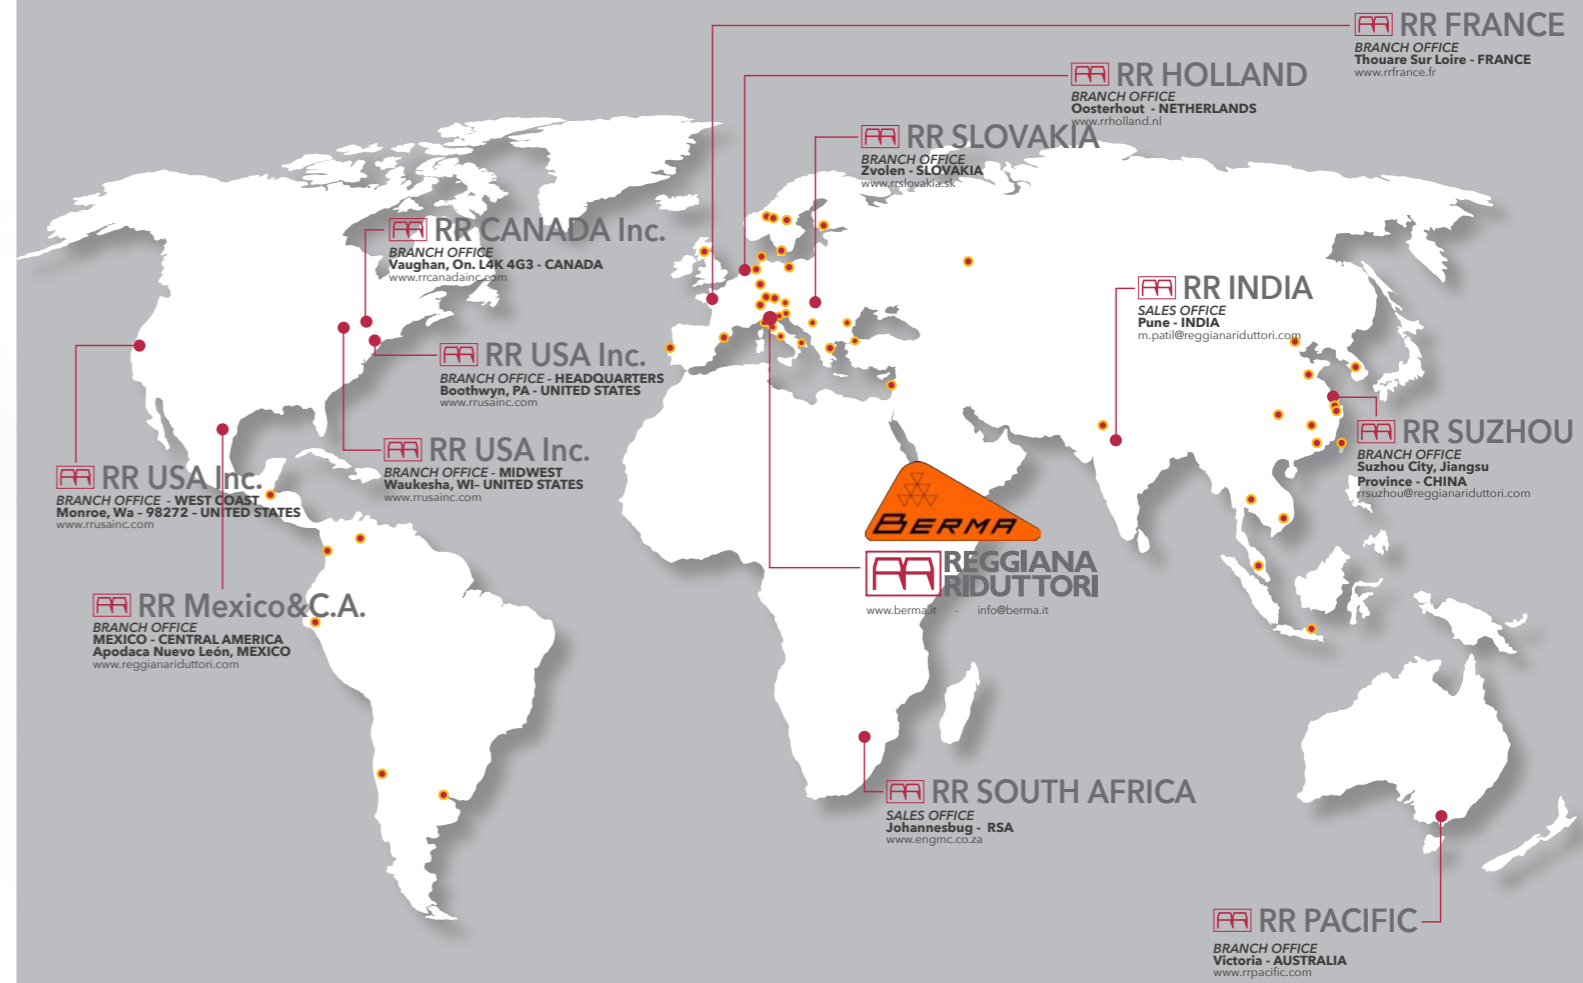 RR FRANCE
BRANCH OFFICE
Thouare Sur Loire - FRANCE
www.rrfrance.fr
RR HOLLAND
BRANCH OFFICE
Oosterhout - NETHERLANDS
www.rrholland.nl
RR SLOVAKIA
BRANCH OFFICE
Zvolen - SLOVAKIA
www.rrslovakia.sk
RR CANADA Inc.
BRANCH OFFICE
Vaughan, On. L4K 4G3 - CANADA
www.rrcanadainc.com
RR INDIA
SALES OFFICE
Pune - INDIA
m.patil@reggianariduttori.com
RR USA Inc.
BRANCH OFFICE - HEADQUARTERS
Boothwyn, PA - UNITED STATES
www.rrusainc.com
RR SUZHOU
BRANCH OFFICE
Suzhou City, Jiangsu
Province - CHINA
rrsuzhou@reggianariduttori.com
RR USA Inc.
BRANCH OFFICE - MIDWEST
Waukesha, WI- UNITED STATES
www.rrusainc.com
RR USA Inc.
BRANCH OFFICE - WEST COAST
Monroe, Wa - 98272 - UNITED STATES
www.rrusainc.com
BERMA
REGGIANA
RIDUTTORI
www.berma.it - info@berma.it
RR Mexico&C.A.
BRANCH OFFICE
MEXICO - CENTRAL AMERICA
Apodaca Nuevo León, MEXICO
www.reggianariduttori.com
RR SOUTH AFRICA
SALES OFFICE
Johannesbug - RSA
www.engmc.co.za
RR PACIFIC
BRANCH OFFICE
Victoria - AUSTRALIA
www.rrpacific.com